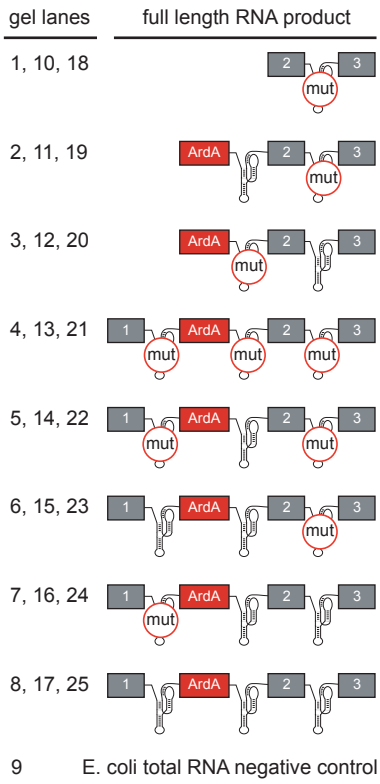 gel lanes full length RNA product
1, 10, 18 2 3
mut
2, 11, 19 ArdA 2 3
mut
3, 12, 20 ArdA 2 3
mut
4, 13, 21 1 ArdA 2 3
mut mut mut
5, 14, 22 1 ArdA 2 3
mut mut
6, 15, 23 1 ArdA 2 3
mut
7, 16, 24 1 ArdA 2 3
mut
8, 17, 25 1 ArdA 2 3
9 E. coli total RNA negative control